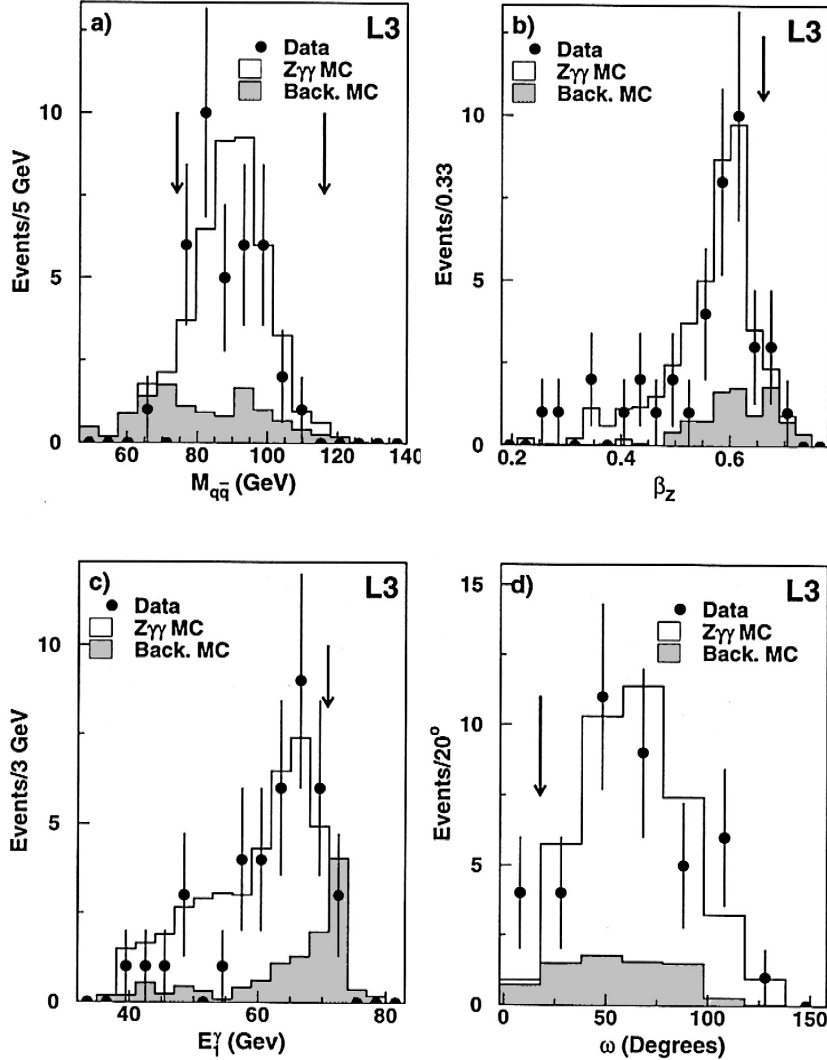 a)
L3
Data
Zγγ MC
Back. MC
10
5
0
60
80
100
120
140
Events/5 GeV
M_qq̄ (GeV)
b)
L3
Data
Zγγ MC
Back. MC
10
5
0
0.2
0.4
0.6
Events/0.33
β_Z
c)
L3
Data
Zγγ MC
Back. MC
10
5
0
40
60
80
Events/3 GeV
E₁^γ (Gev)
d)
L3
Data
Zγγ MC
Back. MC
15
10
5
0
0
50
100
150
Events/20°
ω (Degrees)